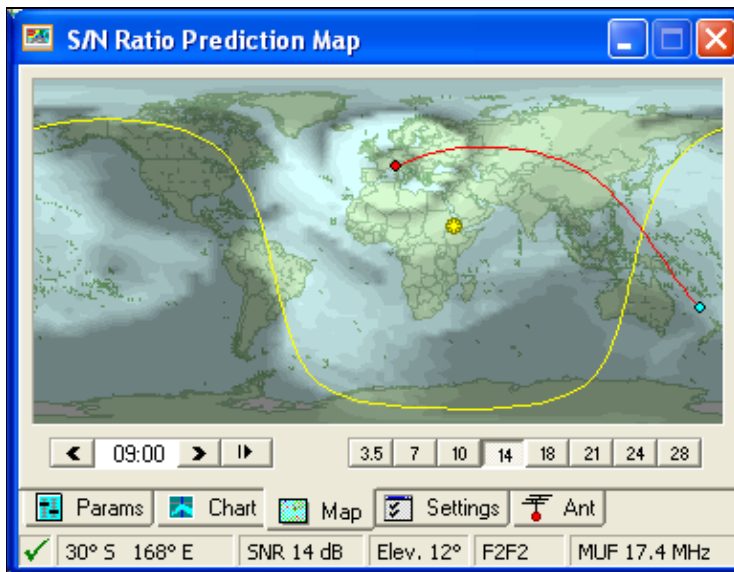 S/N Ratio Prediction Map
09:00
3.5 7 10 14 18 21 24 28
Params Chart Map Settings Ant
30° S 168° E SNR 14 dB Elev. 12° F2F2 MUF 17.4 MHz